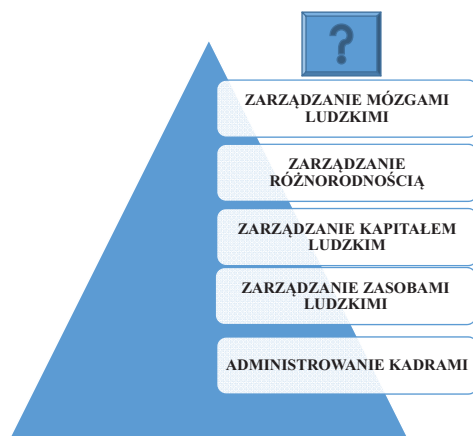 ?
ZARZĄDZANIE MÓZGAMI
LUDZKIMI
ZARZĄDZANIE
RÓŻNORODNOŚCIĄ
ZARZĄDZANIE KAPITAŁEM
LUDZKIM
ZARZĄDZANIE ZASOBAMI
LUDZKIMI
ADMINISTROWANIE KADRAMI